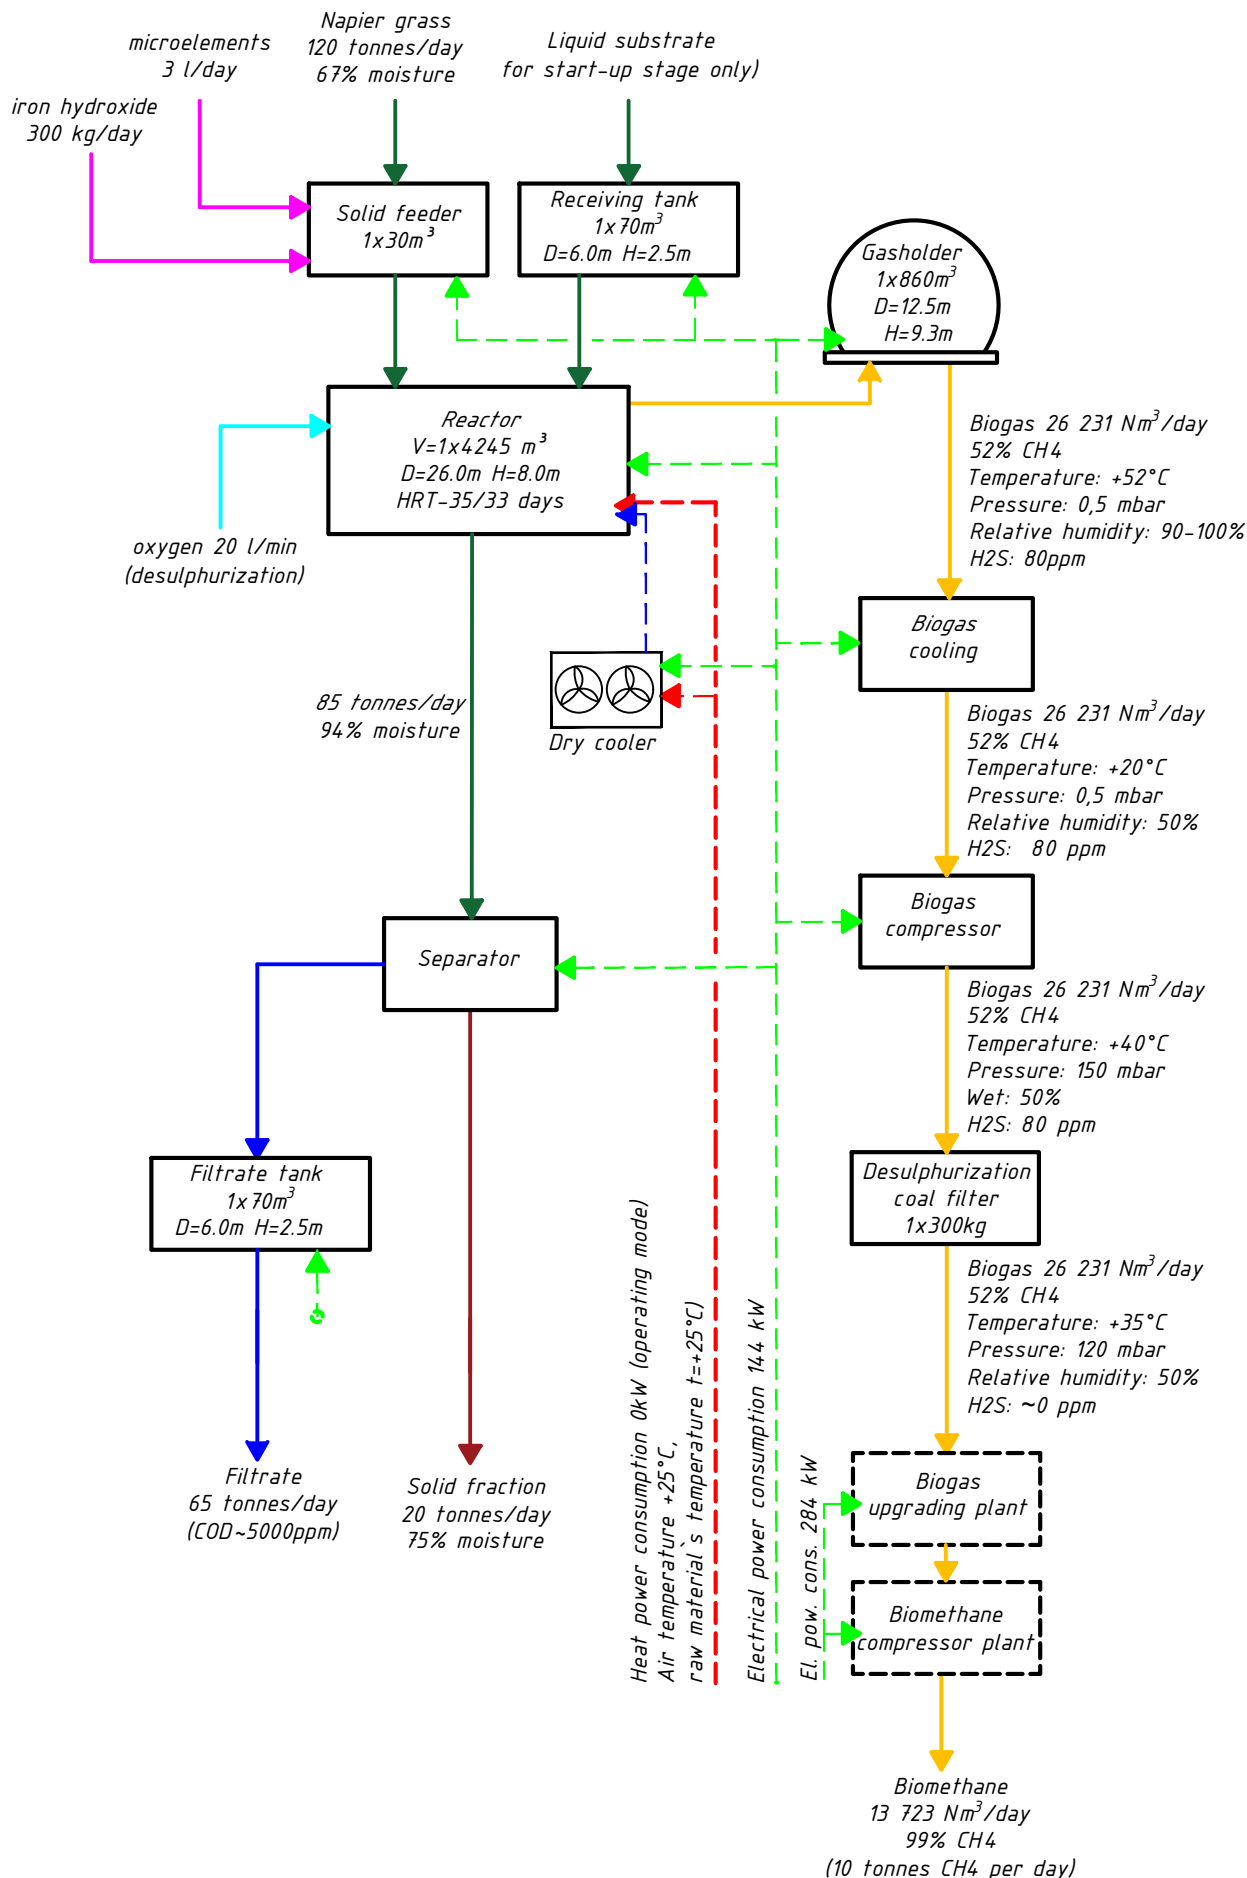 microelements
3 l/day
iron hydroxide
300 kg/day
Napier grass
120 tonnes/day
67% moisture
Liquid substrate
for start-up stage only)
Solid feeder
1x30m³
Receiving tank
1x70m³
D=6.0m H=2.5m
Gasholder
1x860m³
D=12.5m
H=9.3m
Reactor
V=1x4245 m³
D=26.0m H=8.0m
HRT-35/33 days
oxygen 20 l/min
(desulphurization)
Biogas 26 231 Nm³/day
52% CH4
Temperature: +52°C
Pressure: 0,5 mbar
Relative humidity: 90-100%
H2S: 80ppm
Biogas
cooling
Dry cooler
85 tonnes/day
94% moisture
Biogas 26 231 Nm³/day
52% CH4
Temperature: +20°C
Pressure: 0,5 mbar
Relative humidity: 50%
H2S: 80 ppm
Biogas
compressor
Separator
Biogas 26 231 Nm³/day
52% CH4
Temperature: +40°C
Pressure: 150 mbar
Wet: 50%
H2S: 80 ppm
Filtrate tank
1x70m³
D=6.0m H=2.5m
Desulphurization
coal filter
1x300kg
Biogas 26 231 Nm³/day
52% CH4
Temperature: +35°C
Pressure: 120 mbar
Relative humidity: 50%
H2S: ~0 ppm
Heat power consumption 0kW (operating mode)
Air temperature +25°C,
raw material`s temperature t=+25°C)
Electrical power consumption 144 kW
El. pow. cons. 284 kW
Filtrate
65 tonnes/day
(COD~5000ppm)
Solid fraction
20 tonnes/day
75% moisture
Biogas
upgrading plant
Biomethane
compressor plant
Biomethane
13 723 Nm³/day
99% CH4
(10 tonnes CH4 per day)